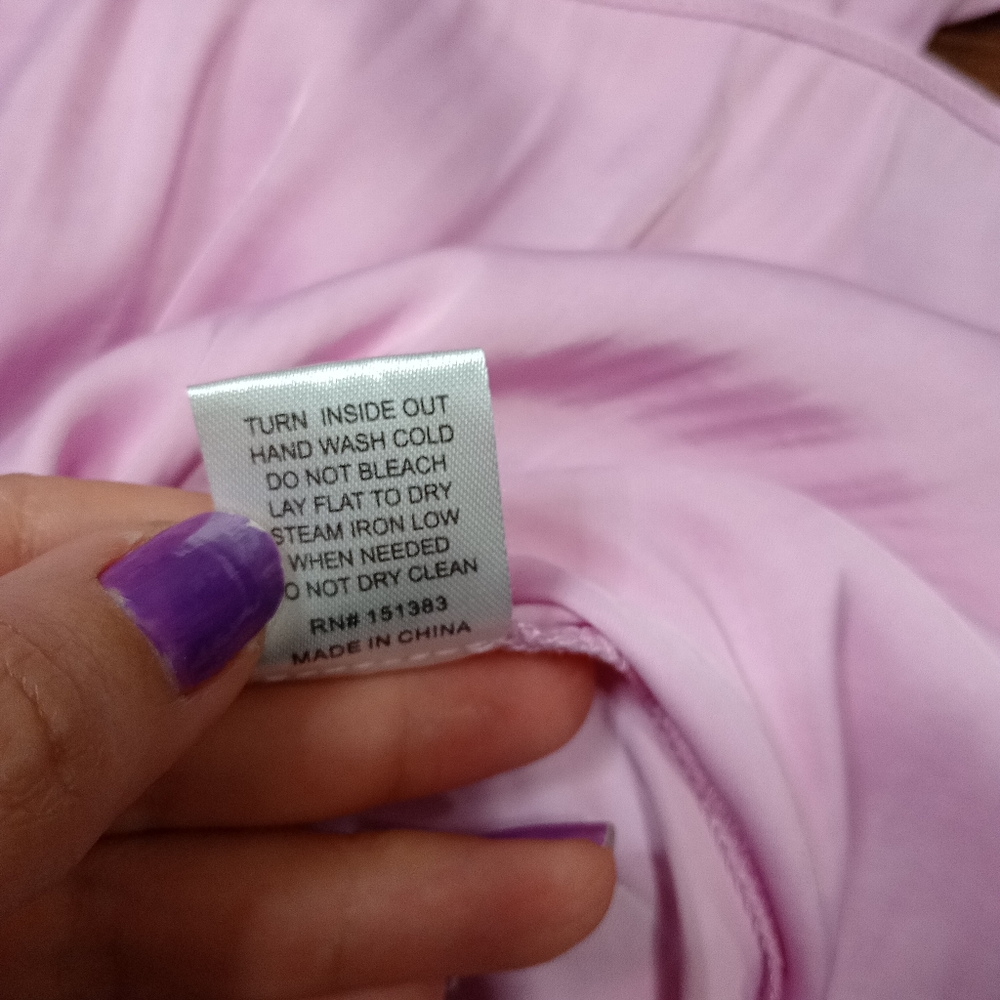 TURN INSIDE OUT
HAND WASH COLD
DO NOT BLEACH
LAY FLAT TO DRY
STEAM IRON LOW
WHEN NEEDED
O NOT DRY CLEAN
RN# 151383
MADE IN CHINA